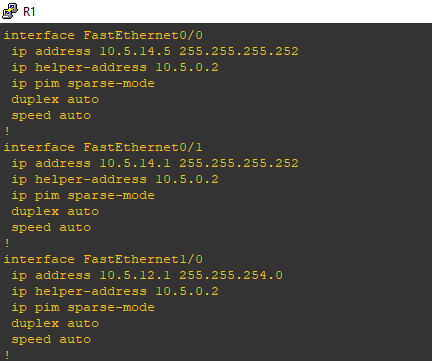 R1
interface FastEthernet0/0
ip address 10.5.14.5 255.255.255.252
ip helper-address 10.5.0.2
ip pim sparse-mode
duplex auto
speed auto
!
interface FastEthernet0/1
ip address 10.5.14.1 255.255.255.252
ip helper-address 10.5.0.2
ip pim sparse-mode
duplex auto
speed auto
!
interface FastEthernet1/0
ip address 10.5.12.1 255.255.254.0
ip helper-address 10.5.0.2
ip pim sparse-mode
duplex auto
speed auto
!